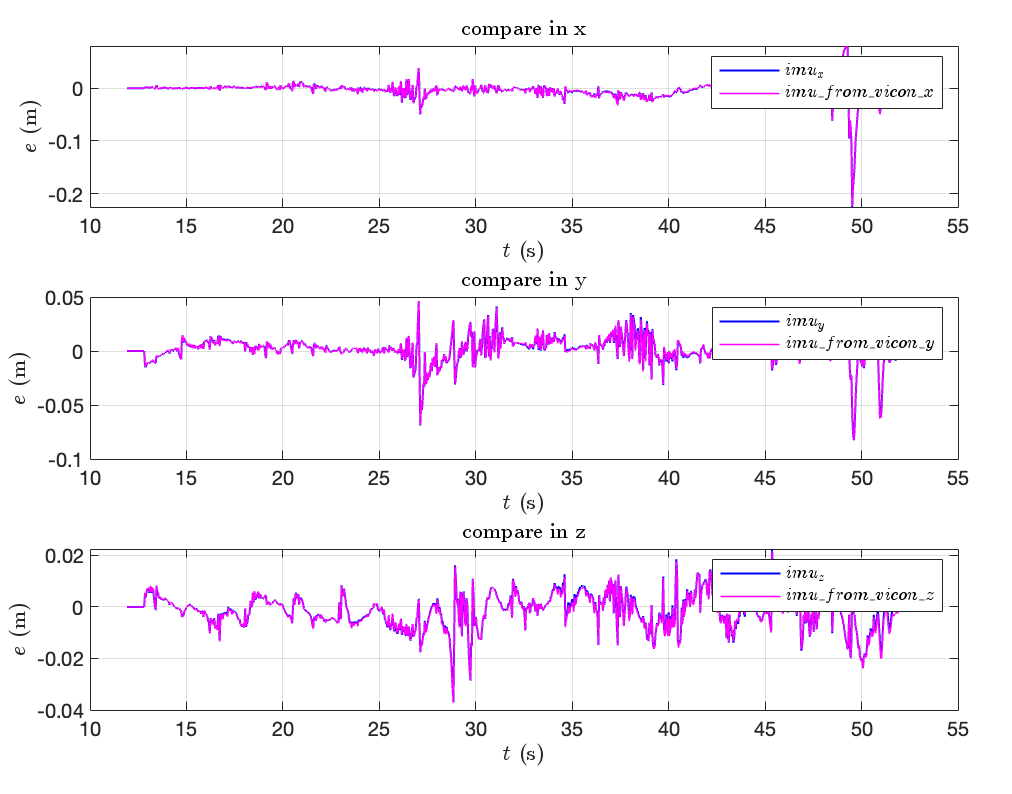 compare in x
imu_x
imu_from_vicon_x
0
-0.1
-0.2
e (m)
10 15 20 25 30 35 40 45 50 55
t (s)
compare in y
imu_y
imu_from_vicon_y
0.05
0
-0.05
-0.1
e (m)
10 15 20 25 30 35 40 45 50 55
t (s)
compare in z
imu_z
imu_from_vicon_z
0.02
0
-0.02
-0.04
e (m)
10 15 20 25 30 35 40 45 50 55
t (s)